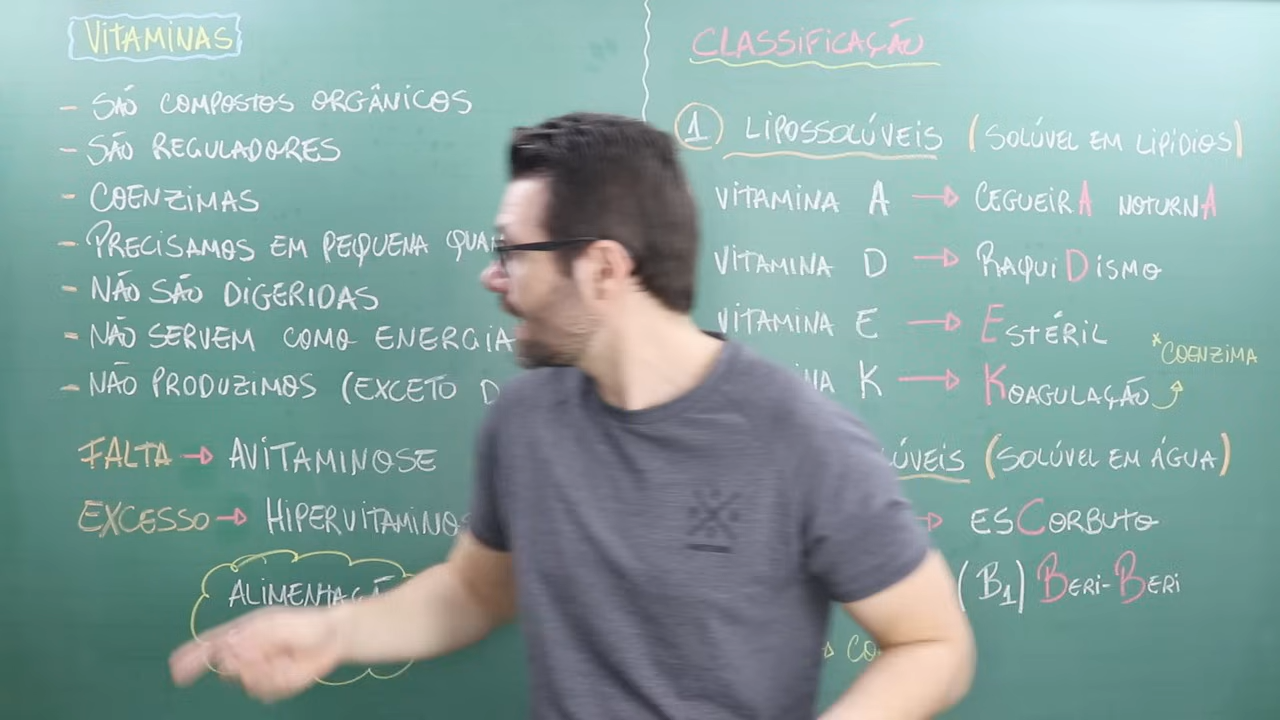 VITAMINAS
- SÃO COMPOSTOS ORGÂNICOS
- SÃO REGULADORES
- COENZIMAS
- PRECISAMOS EM PEQUENA
- NÃO SÃO DIGERIDAS
- NÃO SERVEM COMO ENERGIA
- NÃO PRODUZIMOS (EXCETO D
FALTA → AVITAMINOSE
EXCESSO →
CLASSIFICAÇÃO
1 LIPOSSOLÚVEIS (SOLÚVEL EM LIPÍDIOS)
VITAMINA A → CEGUEIRA NOTURNA
VITAMINA D → RAQUIDISMO
VITAMINA E → ESTÉRIL
K → KOAGULAÇÃO
*COENZIMA
(SOLÚVEL EM ÁGUA)
→ ESCORBUTO
(B1) BERI-BERI